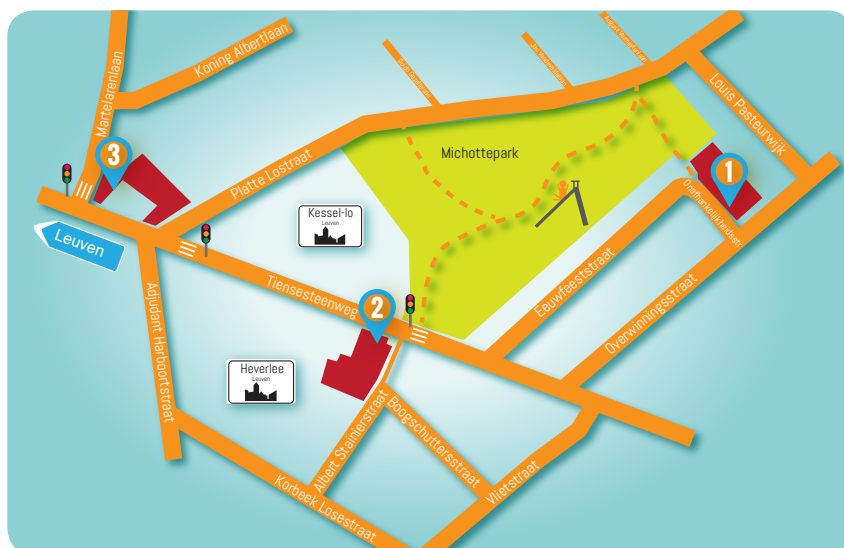 Koning Albertlaan
Martelarenlaan
Louis Pasteurwijk
3
Michottepark
1
Platte Lostraat
Onafhankelijkheidsstr.
Kessel-lo
Leuven
Leuven
Tiensesteenweg
2
Eeuwfeeststraat
Overwinningsstraat
Adjudant Harboortstraat
Heverlee
Leuven
Albert Stainierstraat
Boogschuttersstraat
Vlietstraat
Korbeek Losestraat